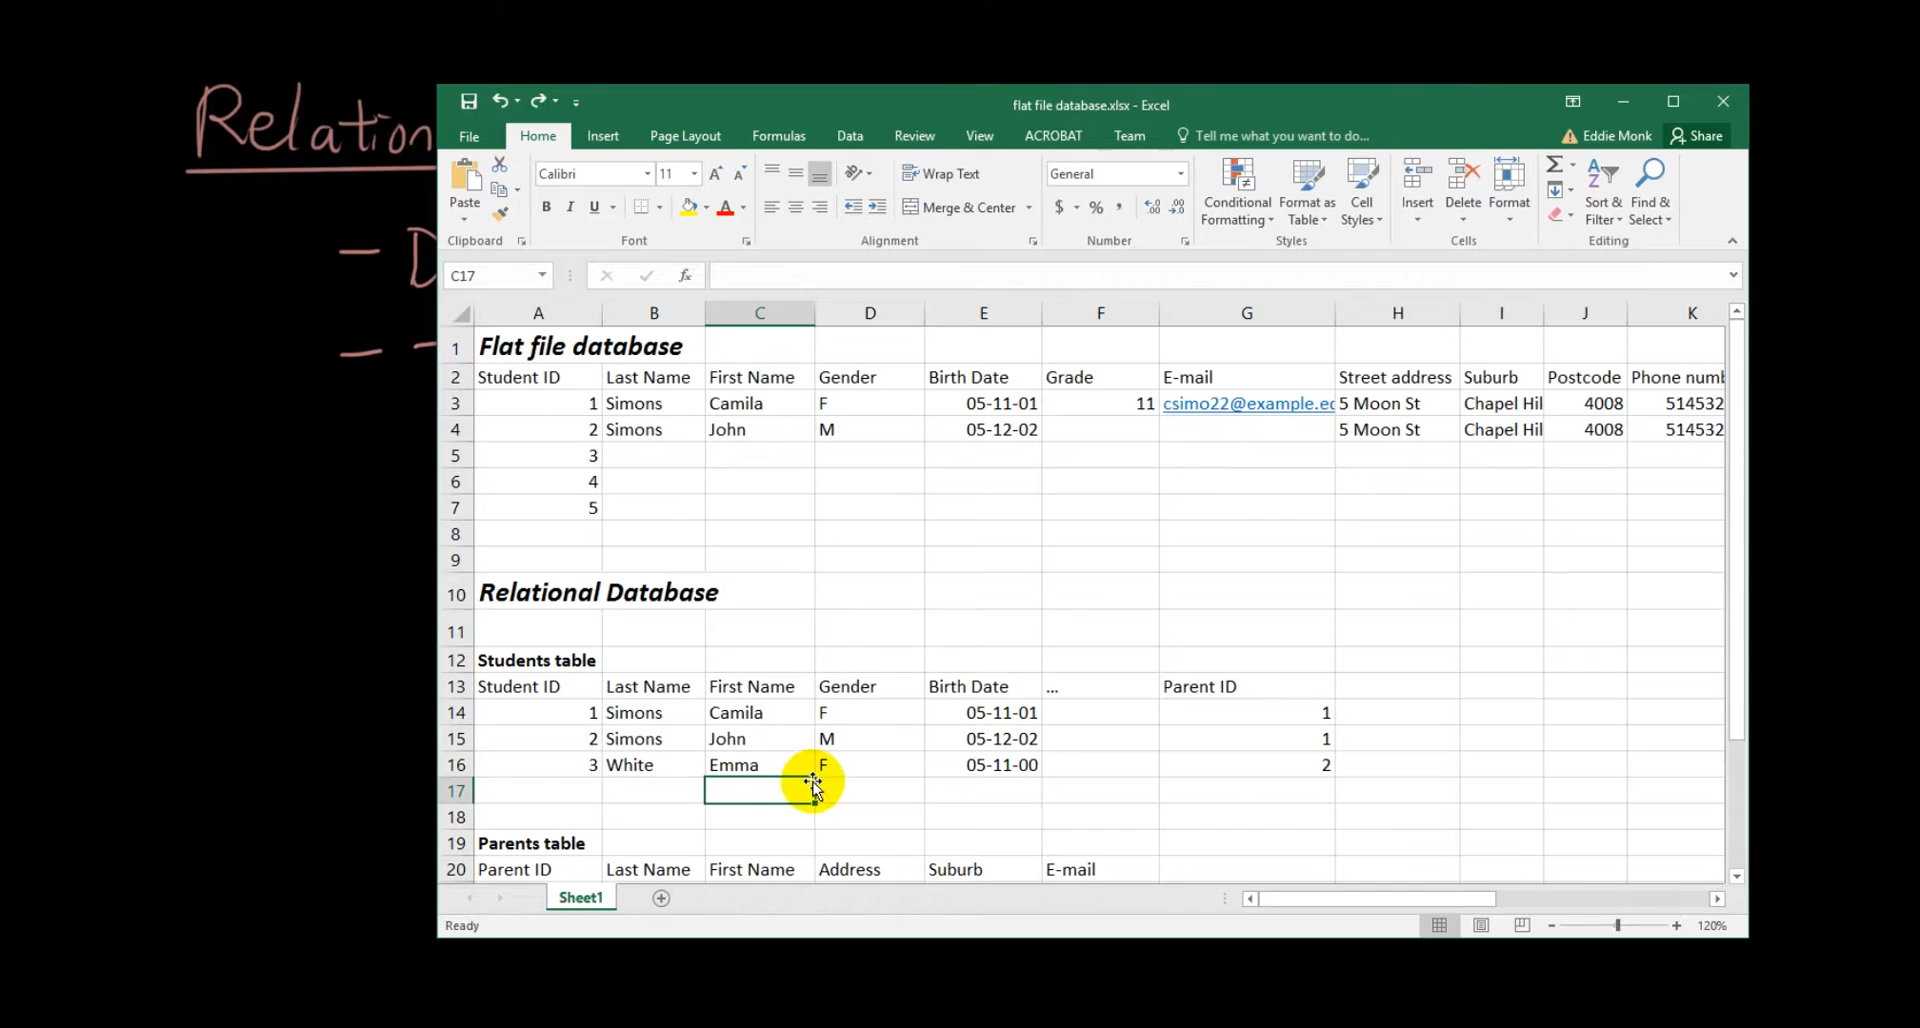 Relation
- D
flat file database.xlsx - Excel
File Home Insert Page Layout Formulas Data Review View ACROBAT Team Tell me what you want to do... Eddie Monk Share
Paste Calibri 11 Wrap Text General Conditional Formatting Format as Table Cell Styles Insert Delete Format Sort & Filter Find & Select
B I U A Merge & Center $ % ,
Clipboard Font Alignment Number Styles Cells Editing
C17 fx
A B C D E F G H I J K
1 Flat file database
2 Student ID Last Name First Name Gender Birth Date Grade E-mail Street address Suburb Postcode Phone numb
3 1 Simons Camila F 05-11-01 11 csimo22@example.ed 5 Moon St Chapel Hil 4008 514532
4 2 Simons John M 05-12-02 5 Moon St Chapel Hil 4008 514532
5 3
6 4
7 5
8
9
10 Relational Database
11
12 Students table
13 Student ID Last Name First Name Gender Birth Date ... Parent ID
14 1 Simons Camila F 05-11-01 1
15 2 Simons John M 05-12-02 1
16 3 White Emma F 05-11-00 2
17
18
19 Parents table
20 Parent ID Last Name First Name Address Suburb E-mail
Sheet1
Ready 120%